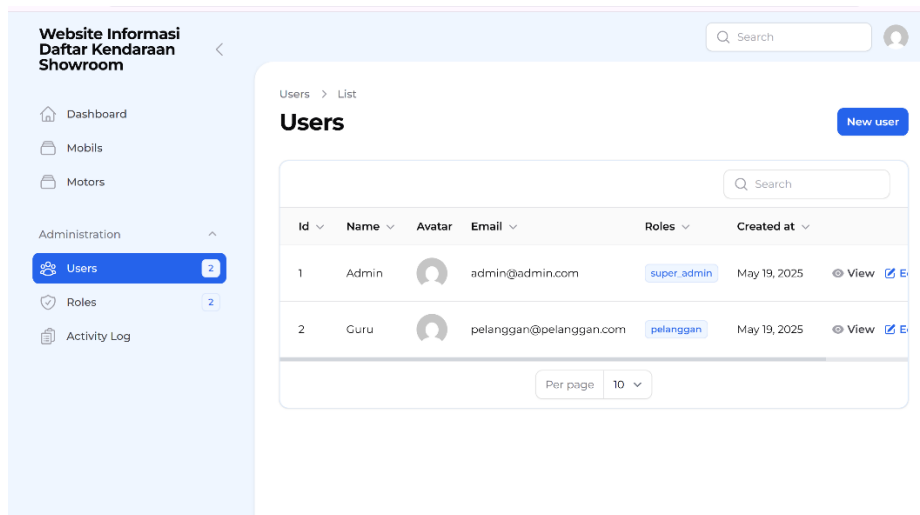 Website Informasi
Daftar Kendaraan
Showroom
Search
Dashboard
Mobils
Motors
Administration
Users 2
Roles 2
Activity Log
Users > List
Users
New user
Search
Id Name Avatar Email Roles Created at
1 Admin admin@admin.com super_admin May 19, 2025 View E
2 Guru pelanggan@pelanggan.com pelanggan May 19, 2025 View E
Per page 10